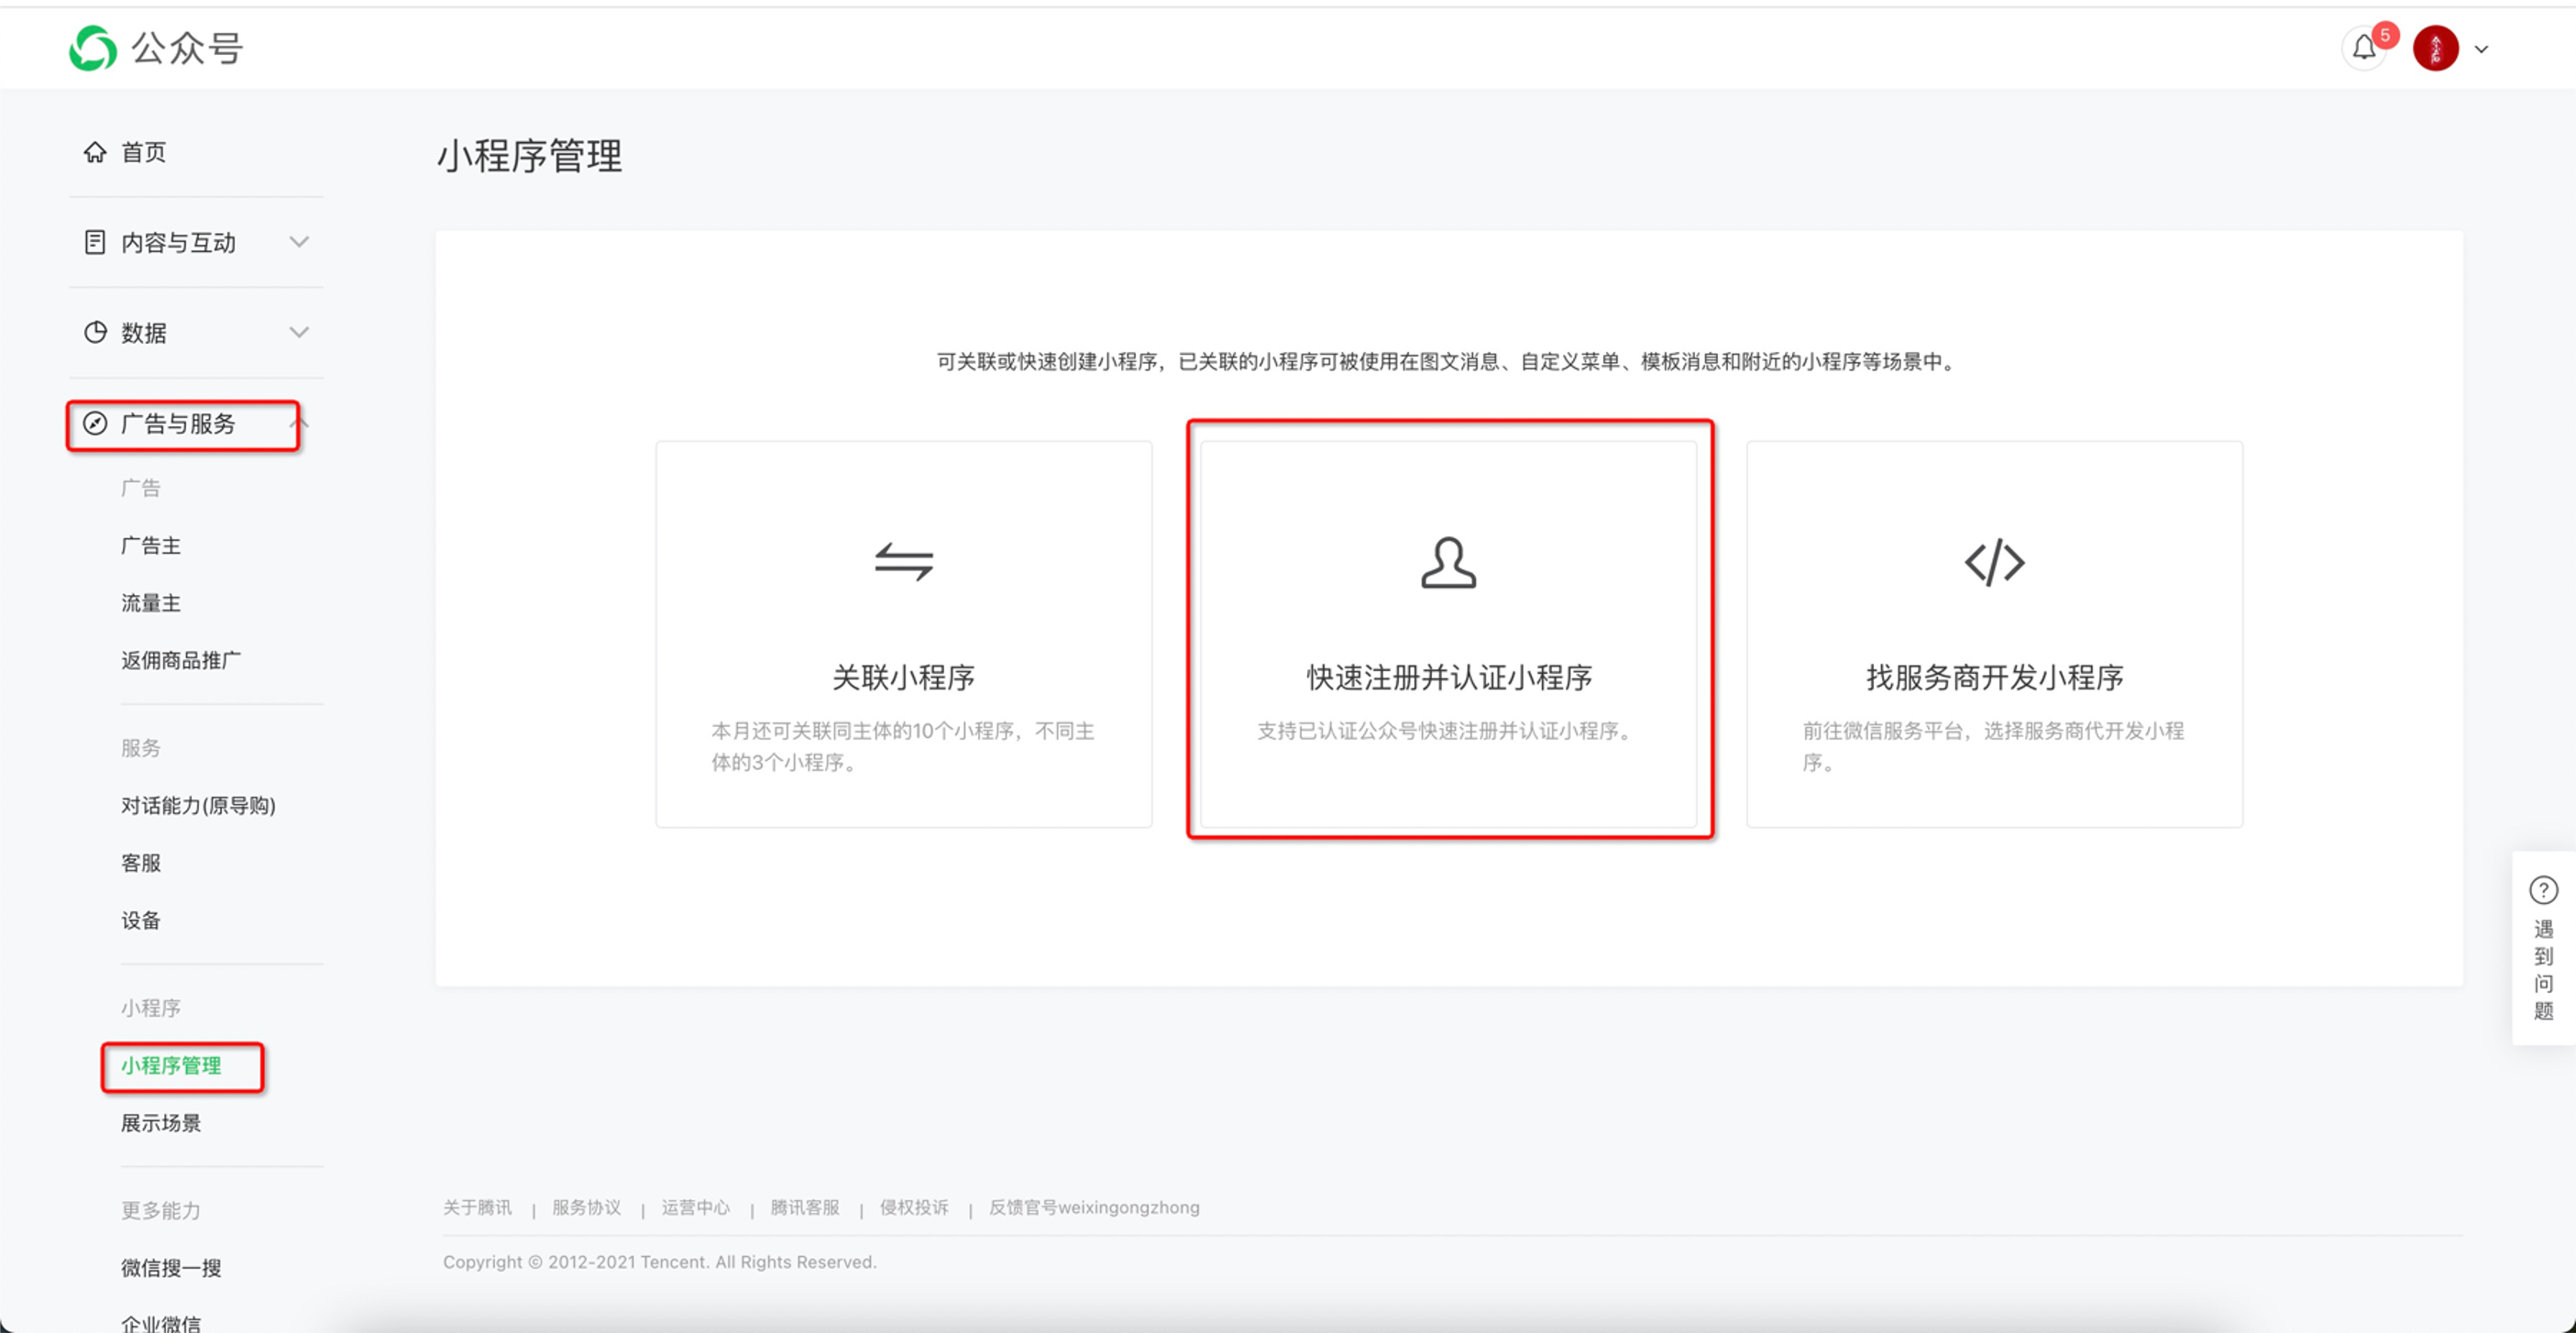 公众号
5
首页
内容与互动
数据
广告与服务
广告
广告主
流量主
返佣商品推广
服务
对话能力(原导购)
客服
设备
小程序
小程序管理
展示场景
更多能力
微信搜一搜
企业微信
小程序管理
可关联或快速创建小程序，已关联的小程序可被使用在图文消息、自定义菜单、模板消息和附近的小程序等场景中。
关联小程序
本月还可关联同主体的10个小程序，不同主
体的3个小程序。
快速注册并认证小程序
支持已认证公众号快速注册并认证小程序。
找服务商开发小程序
前往微信服务平台，选择服务商代开发小程
序。
遇
到
问
题
关于腾讯 | 服务协议 | 运营中心 | 腾讯客服 | 侵权投诉 | 反馈官号weixingongzhong
Copyright © 2012-2021 Tencent. All Rights Reserved.